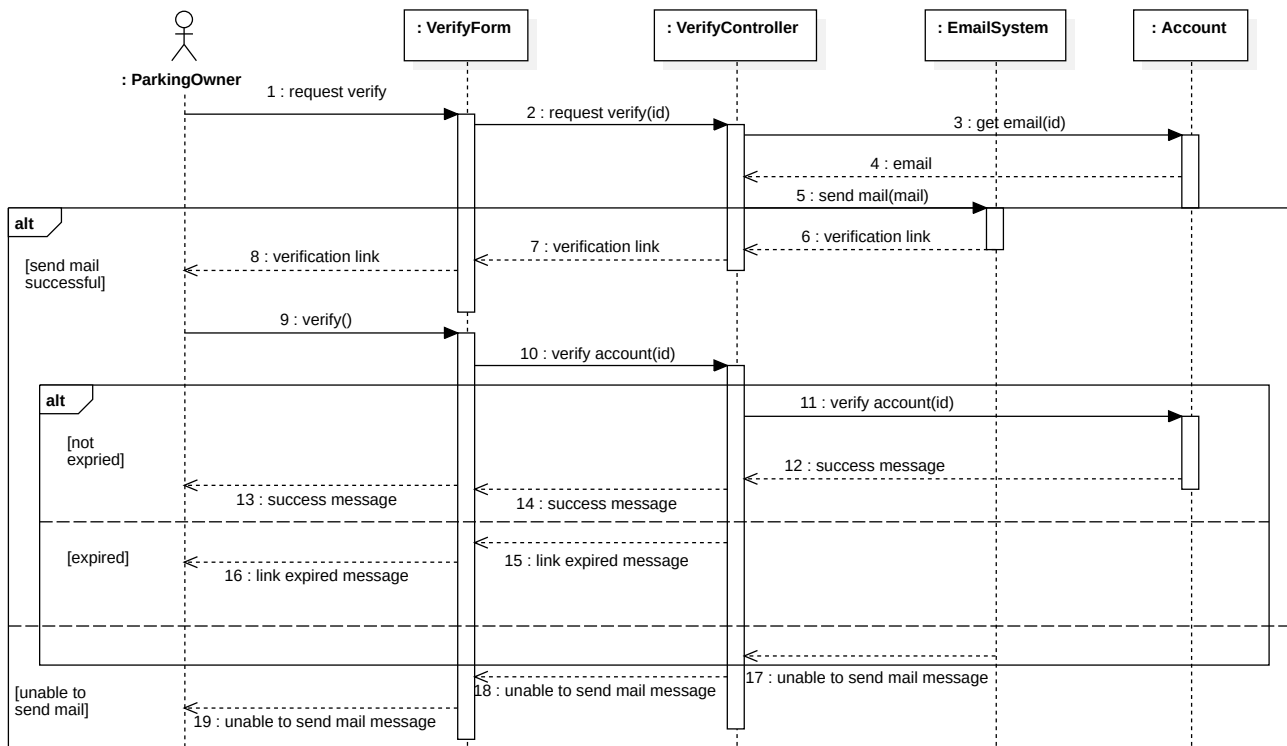 : VerifyForm
: VerifyController
: EmailSystem
: Account
: ParkingOwner
1 : request verify
2 : request verify(id)
3 : get email(id)
4 : email
5 : send mail(mail)
alt
6 : verification link
7 : verification link
8 : verification link
[send mail
successful]
9 : verify()
10 : verify account(id)
alt
11 : verify account(id)
[not
expried]
12 : success message
13 : success message
14 : success message
[expired]
15 : link expired message
16 : link expired message
17 : unable to send mail message
18 : unable to send mail message
[unable to
send mail]
19 : unable to send mail message